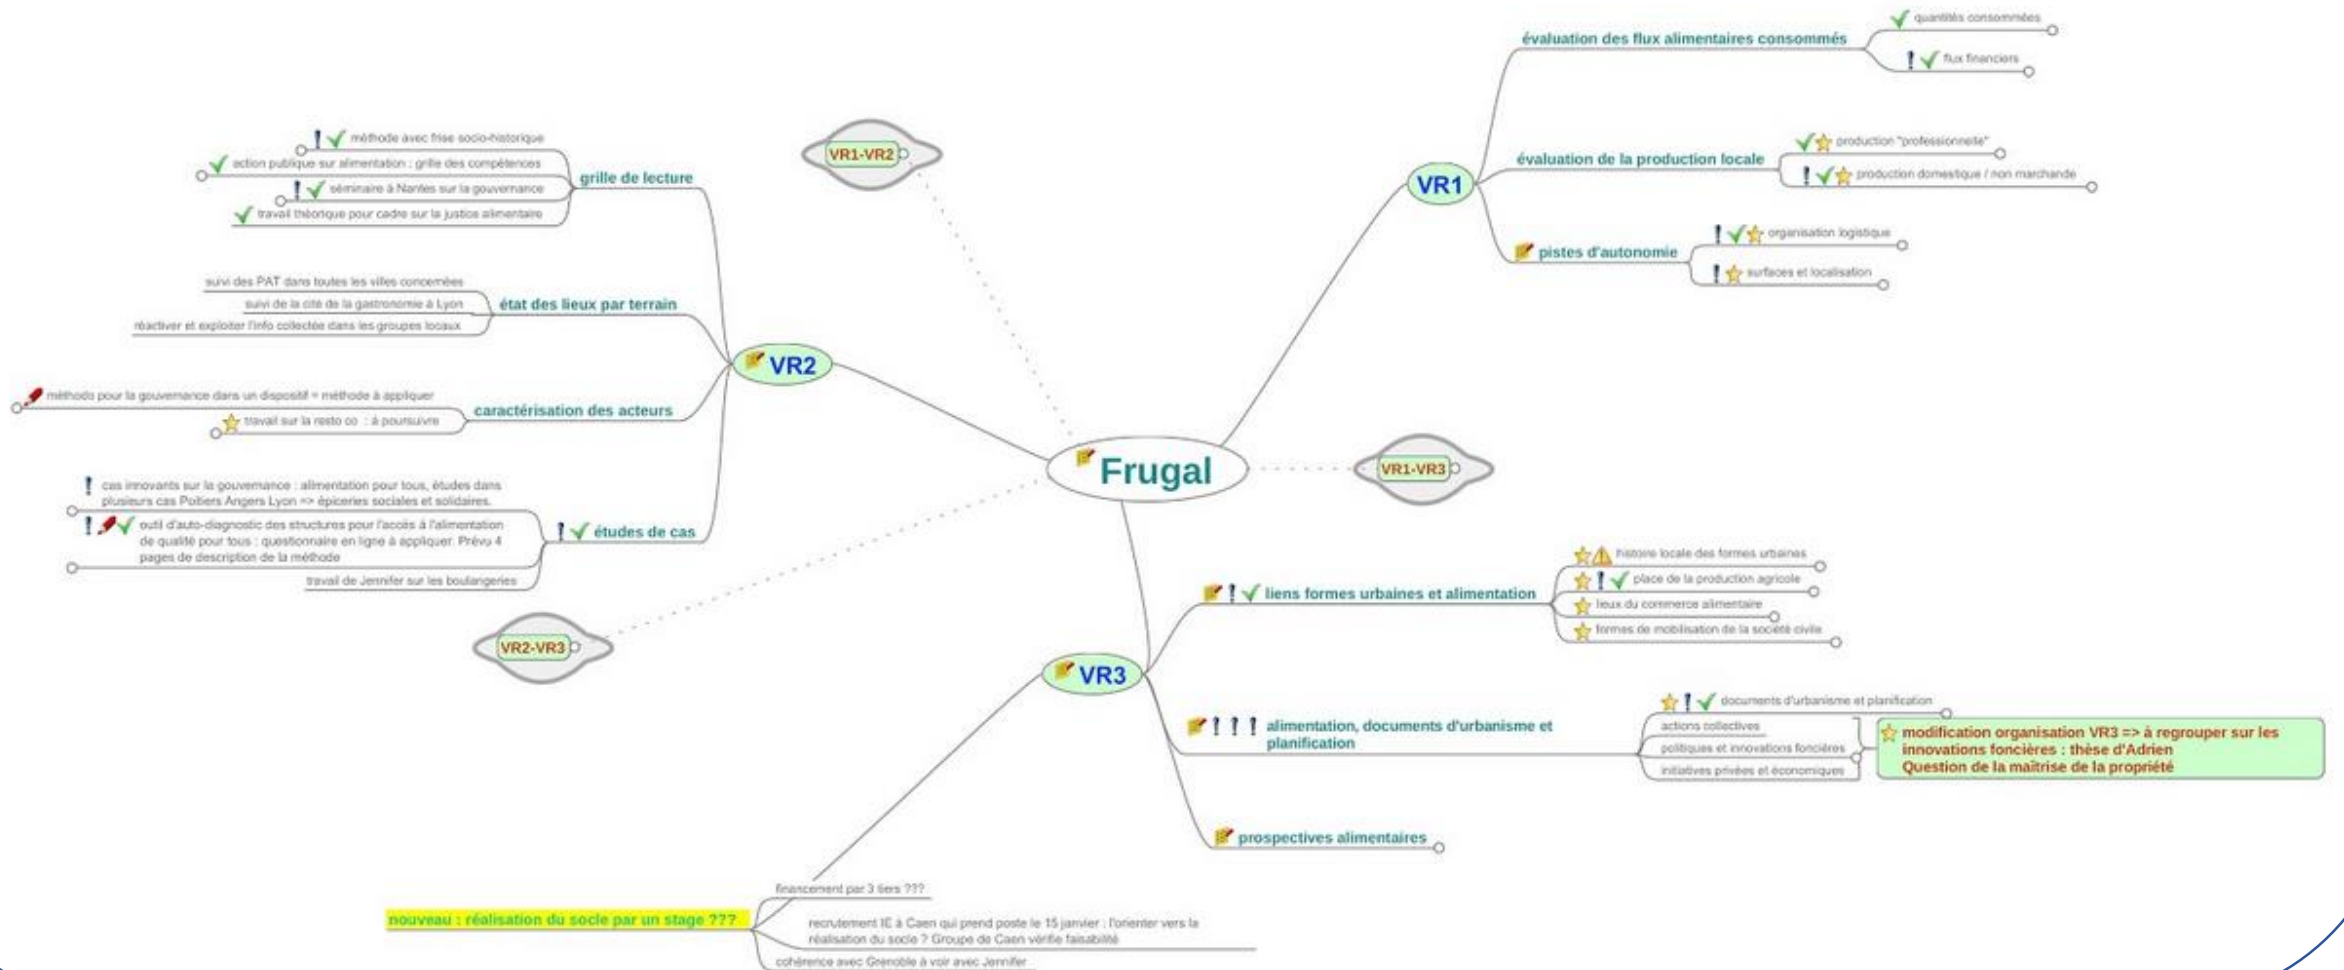 Frugal
VR1
évaluation des flux alimentaires consommés
quantités consommées
flux financiers
évaluation de la production locale
production "professionnelle"
production domestique / non marchande
pistes d'autonomie
organisation logistique
surfaces et localisation
VR1-VR2
VR2
grille de lecture
méthode avec frise socio-historique
action publique sur alimentation : grille des compétences
séminaire à Nantes sur la gouvernance
travail théorique pour cadre sur la justice alimentaire
état des lieux par terrain
suivi des PAT dans toutes les villes concernées
suivi de la cité de la gastronomie à Lyon
réactiver et exploiter l'info collectée dans les groupes locaux
caractérisation des acteurs
méthodo pour la gouvernance dans un dispositif = méthode à appliquer
travail sur la resto co : à poursuivre
études de cas
cas innovants sur la gouvernance : alimentation pour tous, études dans
plusieurs cas Poitiers Angers Lyon => épiceries sociales et solidaires.
outil d'auto-diagnostic des structures pour l'accès à l'alimentation
de qualité pour tous : questionnaire en ligne à appliquer. Prévu 4
pages de description de la méthode
travail de Jennifer sur les boulangeries
VR1-VR3
VR2-VR3
VR3
liens formes urbaines et alimentation
histoire locale des formes urbaines
place de la production agricole
lieux du commerce alimentaire
formes de mobilisation de la société civile
alimentation, documents d'urbanisme et
planification
documents d'urbanisme et planification
actions collectives
politiques et innovations foncières
initiatives privées et économiques
modification organisation VR3 => à regrouper sur les
innovations foncières : thèse d'Adrien
Question de la maîtrise de la propriété
prospectives alimentaires
nouveau : réalisation du socle par un stage ???
financement par 3 tiers ???
recrutement IE à Caen qui prend poste le 15 janvier : l'orienter vers la
réalisation du socle ? Groupe de Caen vérifie faisabilité
cohérence avec Grenoble à voir avec Jennifer